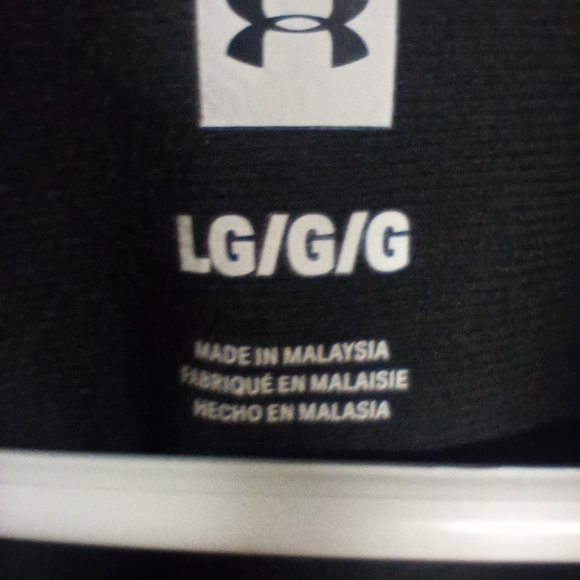 LG/G/G
MADE IN MALAYSIA
FABRIQUÉ EN MALAISIE
HECHO EN MALASIA